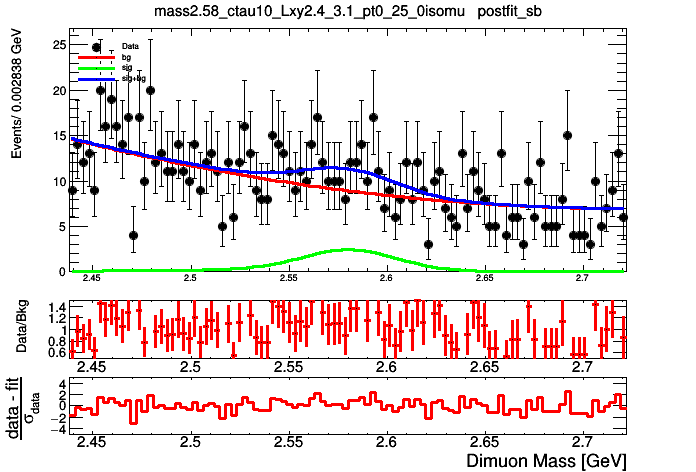 mass2.58_ctau10_Lxy2.4_3.1_pt0_25_0isomu postfit_sb
Events/ 0.002838 GeV
25
20
15
10
5
0
Data
bg
sig
sig+bg
2.45 2.5 2.55 2.6 2.65 2.7
Data/Bkg
1.4
1.2
1
0.8
0.6
2.45 2.5 2.55 2.6 2.65 2.7
data - fit
σdata
4
2
0
−2
−4
2.45 2.5 2.55 2.6 2.65 2.7
Dimuon Mass [GeV]